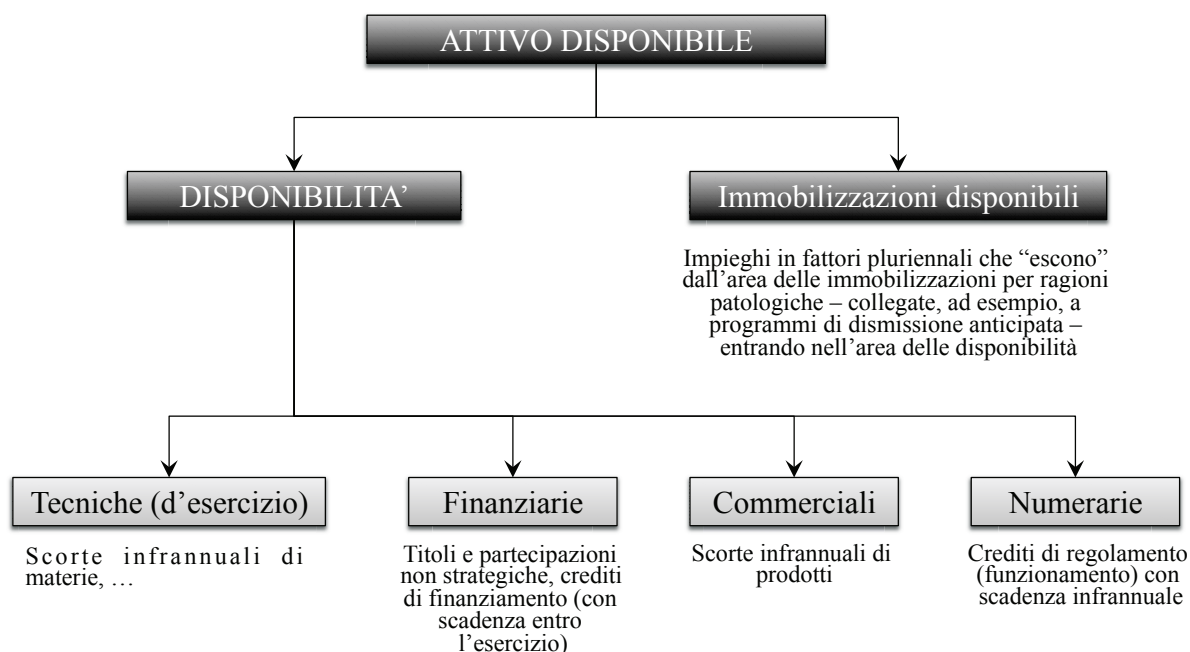 ATTIVO DISPONIBILE
DISPONIBILITA’
Immobilizzazioni disponibili
Impieghi in fattori pluriennali che “escono”
dall’area delle immobilizzazioni per ragioni
patologiche – collegate, ad esempio, a
programmi di dismissione anticipata –
entrando nell’area delle disponibilità
Tecniche (d’esercizio)
Scorte infrannuali di
materie, …
Finanziarie
Titoli e partecipazioni
non strategiche, crediti
di finanziamento (con
scadenza entro
l’esercizio)
Commerciali
Scorte infrannuali di
prodotti
Numerarie
Crediti di regolamento
(funzionamento) con
scadenza infrannuale